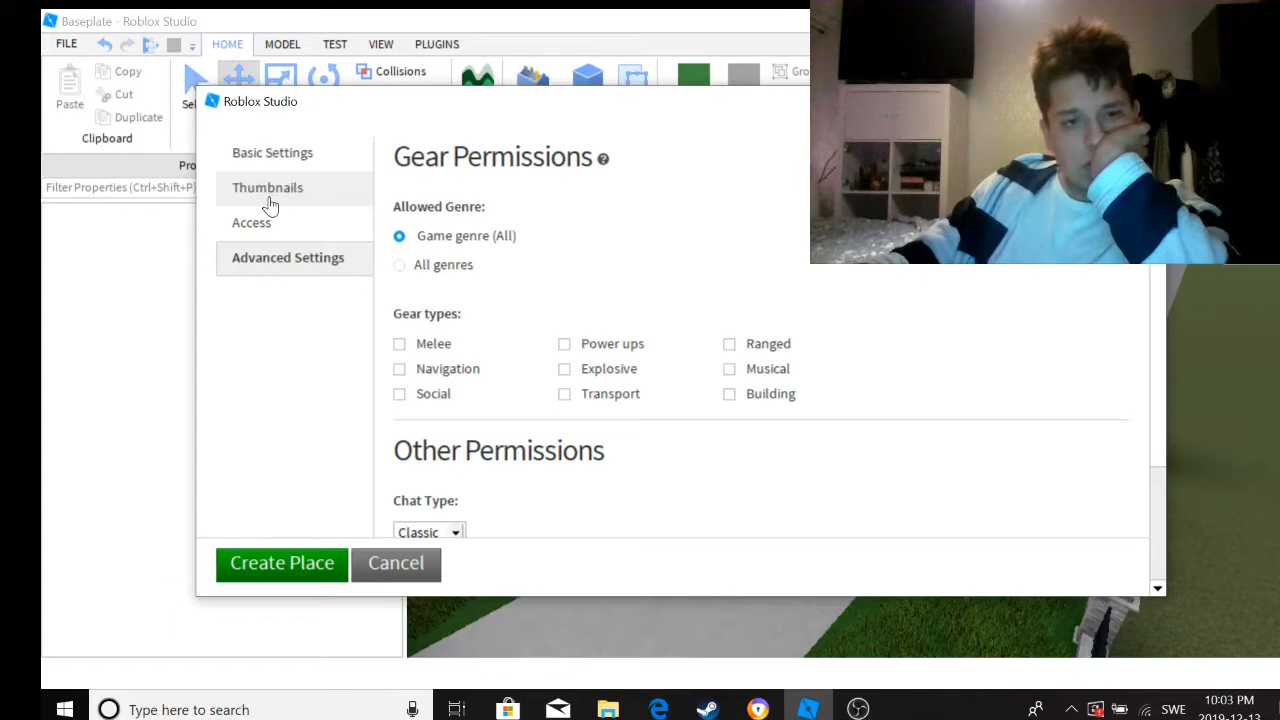 Baseplate - Roblox Studio
FILE HOME MODEL TEST VIEW PLUGINS
Paste Copy Cut Duplicate
Clipboard
Collisions
Roblox Studio
Filter Properties (Ctrl+Shift+P)
Basic Settings
Thumbnails
Access
Advanced Settings
Gear Permissions ?
Allowed Genre:
Game genre (All)
All genres
Gear types:
Melee Power ups Ranged
Navigation Explosive Musical
Social Transport Building
Other Permissions
Chat Type:
Classic
Create Place Cancel
Type here to search
SWE
10:03 PM
2019-12-13